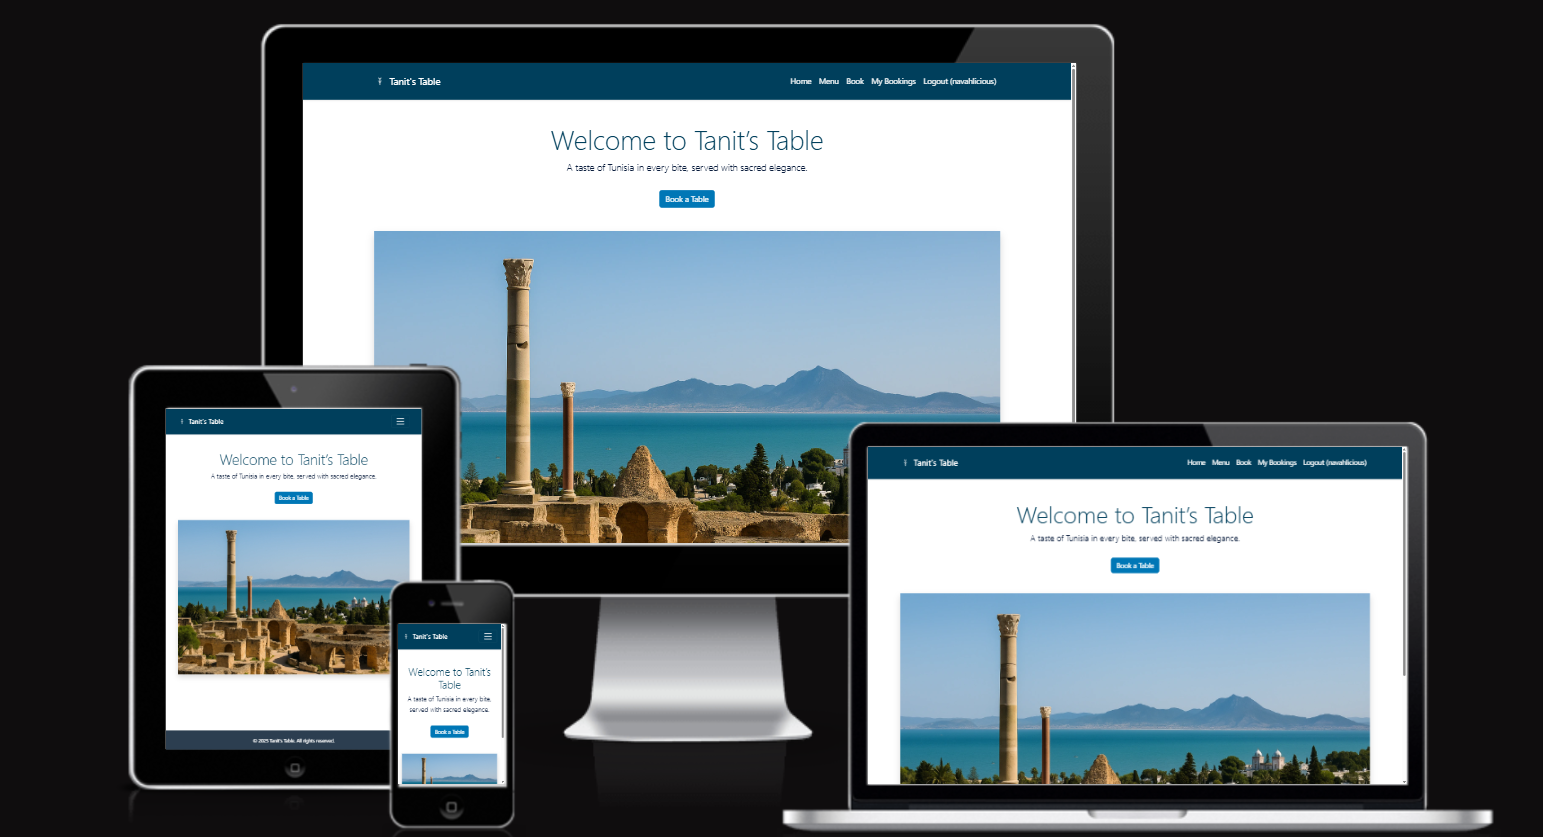 Tanit's Table
Home Menu Book My Bookings Logout (navahlicious)
Welcome to Tanit's Table
A taste of Tunisia in every bite, served with sacred elegance.
Book a Table
Tanit's Table
Welcome to Tanit's Table
A taste of Tunisia in every bite, served with sacred elegance.
Book a Table
© 2025 Tanit's Table. All rights reserved.
Tanit's Table
Welcome to Tanit's
Table
A taste of Tunisia in every bite,
served with sacred elegance.
Book a Table
Tanit's Table
Home Menu Book My Bookings Logout (navahlicious)
Welcome to Tanit's Table
A taste of Tunisia in every bite, served with sacred elegance.
Book a Table